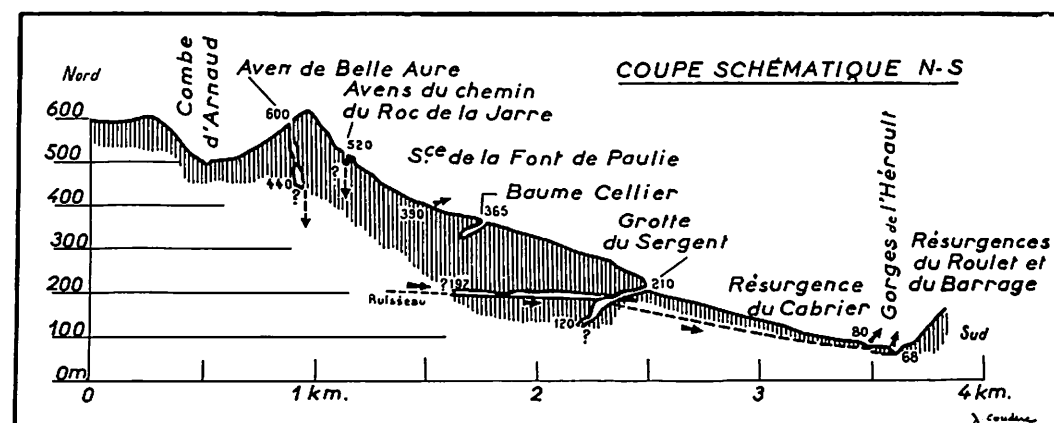 COUPE SCHÉMATIQUE N-S
Nord
Combe
d'Arnaud
Aven de Belle Aure
600
Avens du chemin
du Roc de la Jarre
520
S.ce de la Font de Paulie
Baume Cellier
365
390
Grotte
du Sergent
210
Gorges de l'Hérault
Résurgences
du Roulet et
du Barrage
Résurgence
du Cabrier
80
68
Sud
440
?
?
?192
Ruisseau
120
?
600
500
400
300
200
100
0m
0
1 km.
2
3
4 km